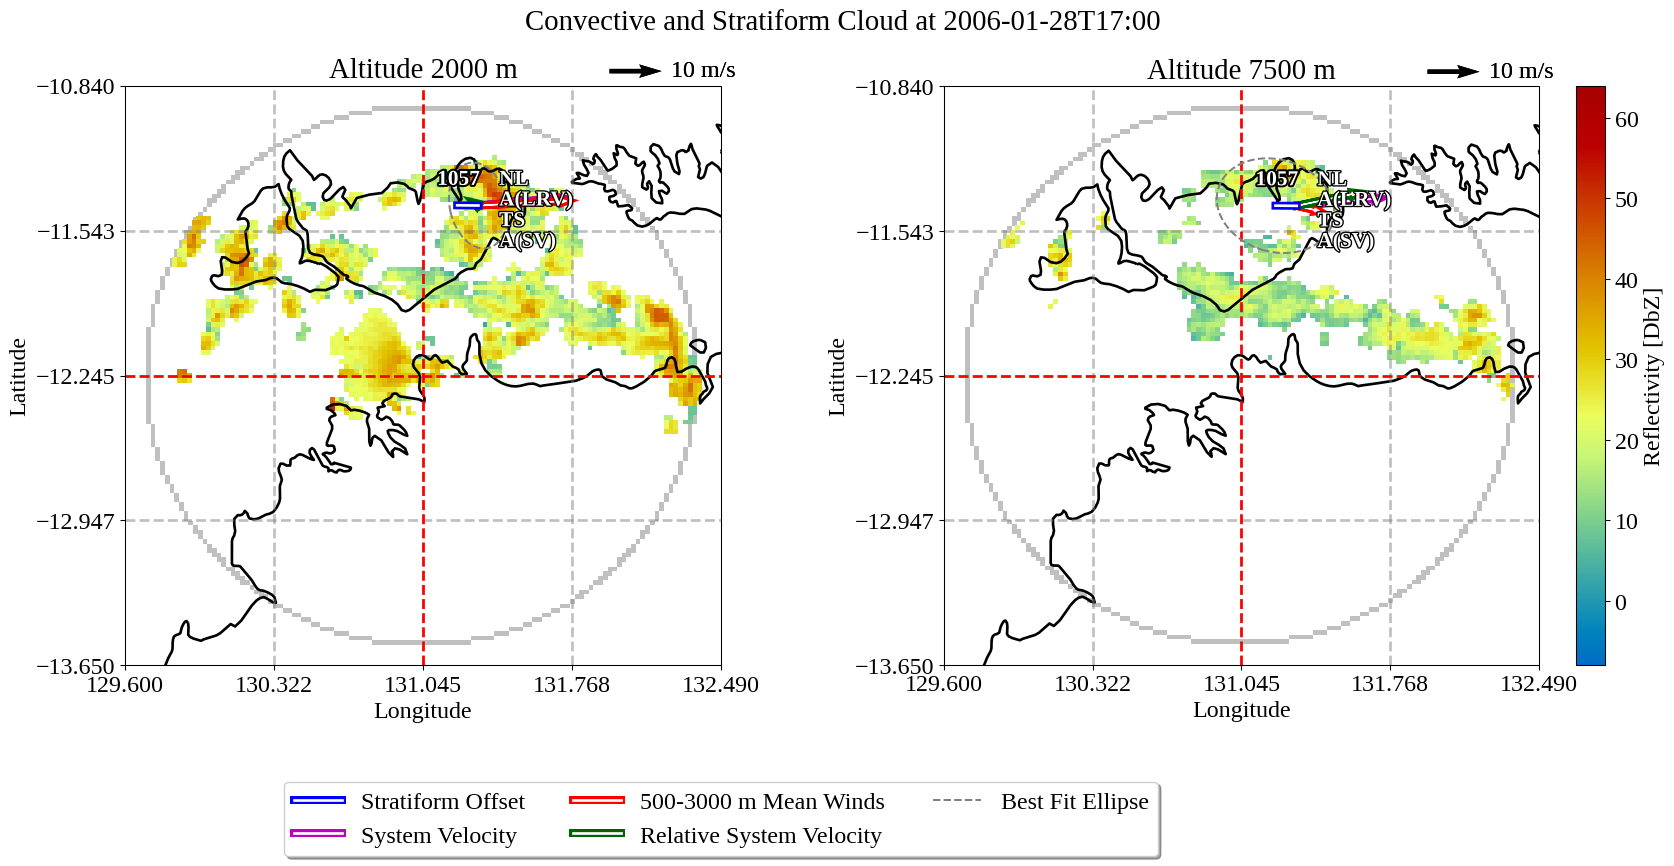 Convective and Stratiform Cloud at 2006-01-28T17:00
Altitude 2000 m
10 m/s
−10.840
−11.543
−12.245
−12.947
−13.650
129.600
130.322
131.045
131.768
132.490
Latitude
Longitude
1057
NL
A(LRV)
TS
A(SV)
Altitude 7500 m
10 m/s
−10.840
−11.543
−12.245
−12.947
−13.650
129.600
130.322
131.045
131.768
132.490
Latitude
Longitude
1057
NL
A(LRV)
TS
A(SV)
60
50
40
30
20
10
0
Reflectivity [DbZ]
Stratiform Offset
System Velocity
500-3000 m Mean Winds
Relative System Velocity
Best Fit Ellipse